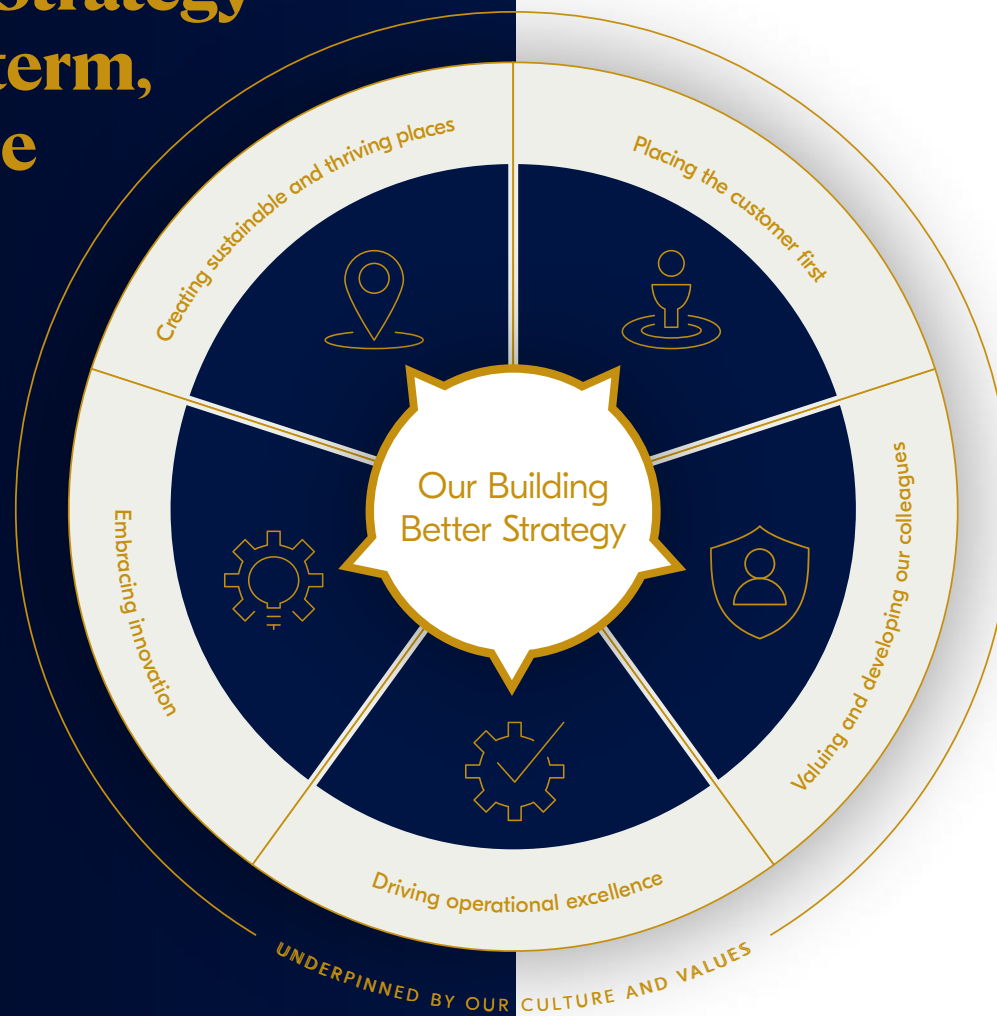 Strategy
term,
Creating sustainable and thriving places
Placing the customer first
Our Building
Better Strategy
Embracing innovation
Valuing and developing our colleagues
Driving operational excellence
UNDERPINNED BY OUR CULTURE AND VALUES